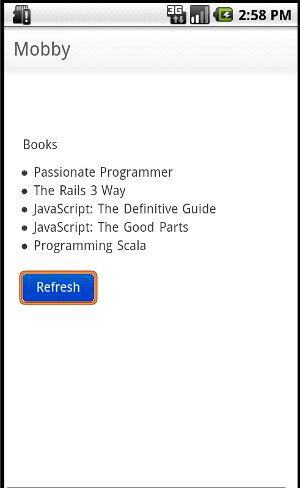 3G 2:58 PM
Mobby
Books
Passionate Programmer
The Rails 3 Way
JavaScript: The Definitive Guide
JavaScript: The Good Parts
Programming Scala
Refresh